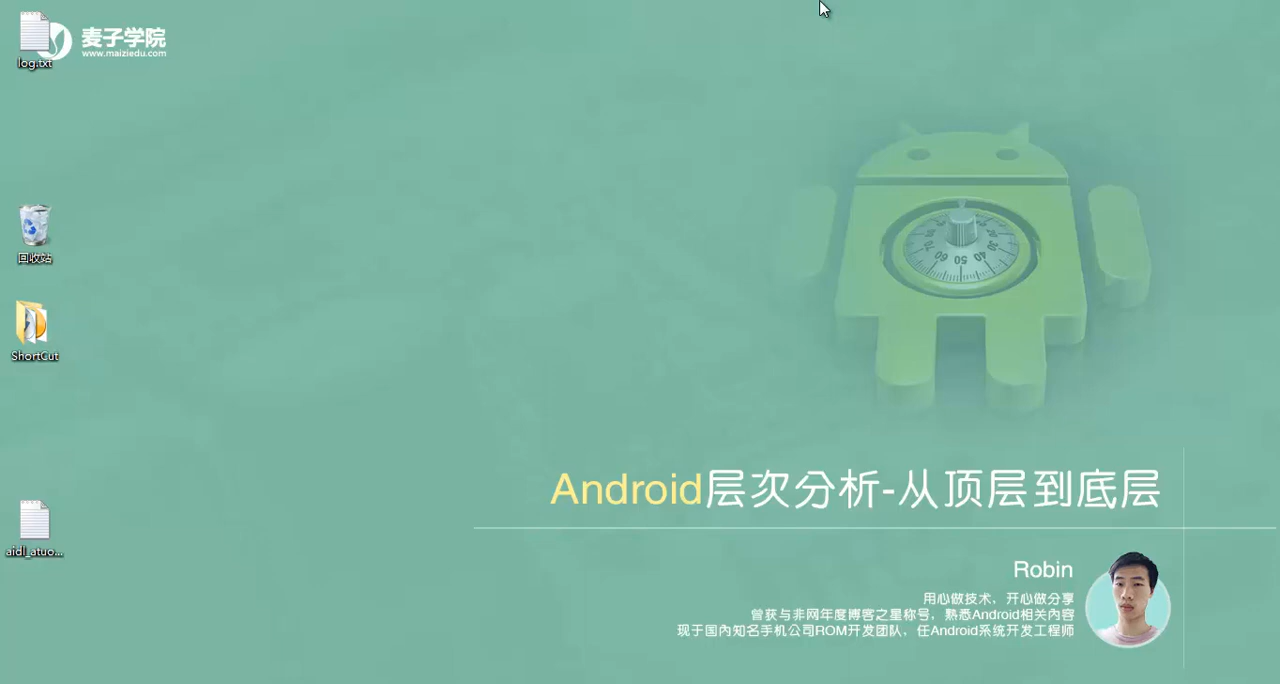 麦子学院
www.maiziedu.com
log.txt
回收站
ShortCut
aidl_atuo...
Android层次分析-从顶层到底层
Robin
用心做技术，开心做分享
曾获与非网年度博客之星称号，熟悉Android相关内容
现于国内知名手机公司ROM开发团队，任Android系统开发工程师